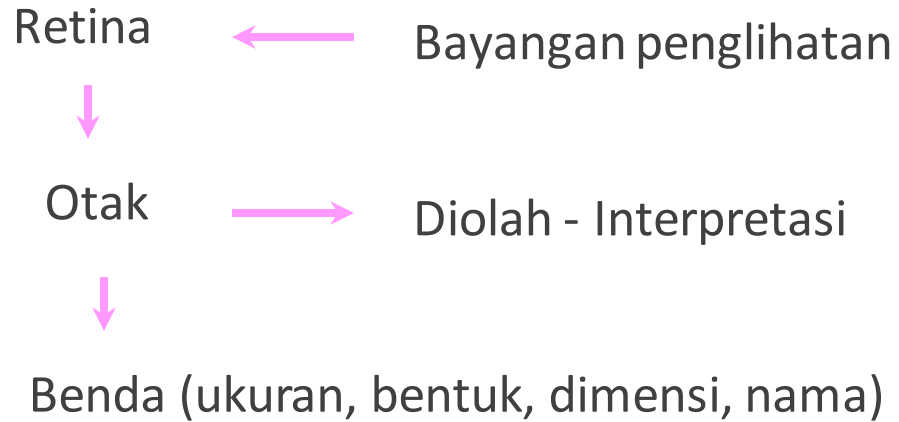 Retina
Bayangan penglihatan
Otak
Diolah - Interpretasi
Benda (ukuran, bentuk, dimensi, nama)